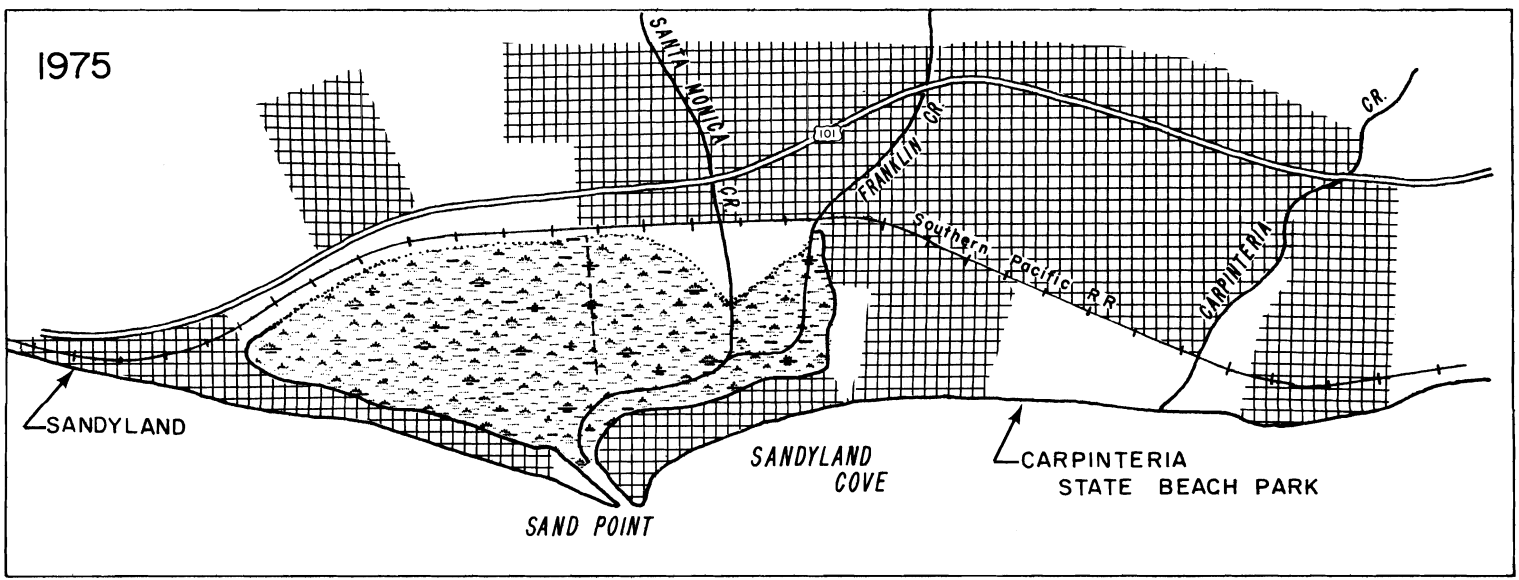 1975
SANTA MONICA CR.
101
FRANKLIN CR.
CARPINTERIA CR.
Southern Pacific R R
SANDYLAND
SANDYLAND
COVE
CARPINTERIA
STATE BEACH PARK
SAND POINT